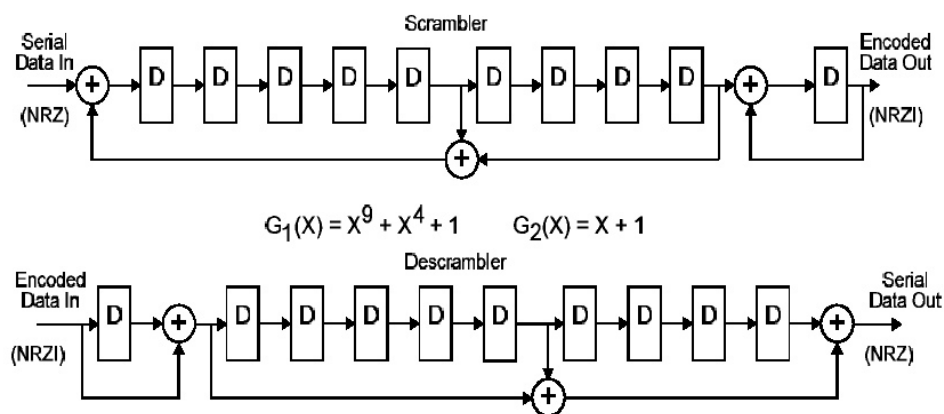 Scrambler
Serial
Data In
Encoded
Data Out
D D D D D D D D D D
(NRZ)
(NRZI)
G₁(X) = X⁹ + X⁴ + 1 G₂(X) = X + 1
Descrambler
Encoded
Data In
Serial
Data Out
D D D D D D D D D D
(NRZI)
(NRZ)